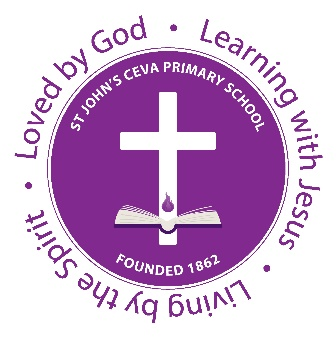 Loved by God • Learning with Jesus • Living by the Spirit •
ST JOHN'S CEVA PRIMARY SCHOOL
FOUNDED 1862